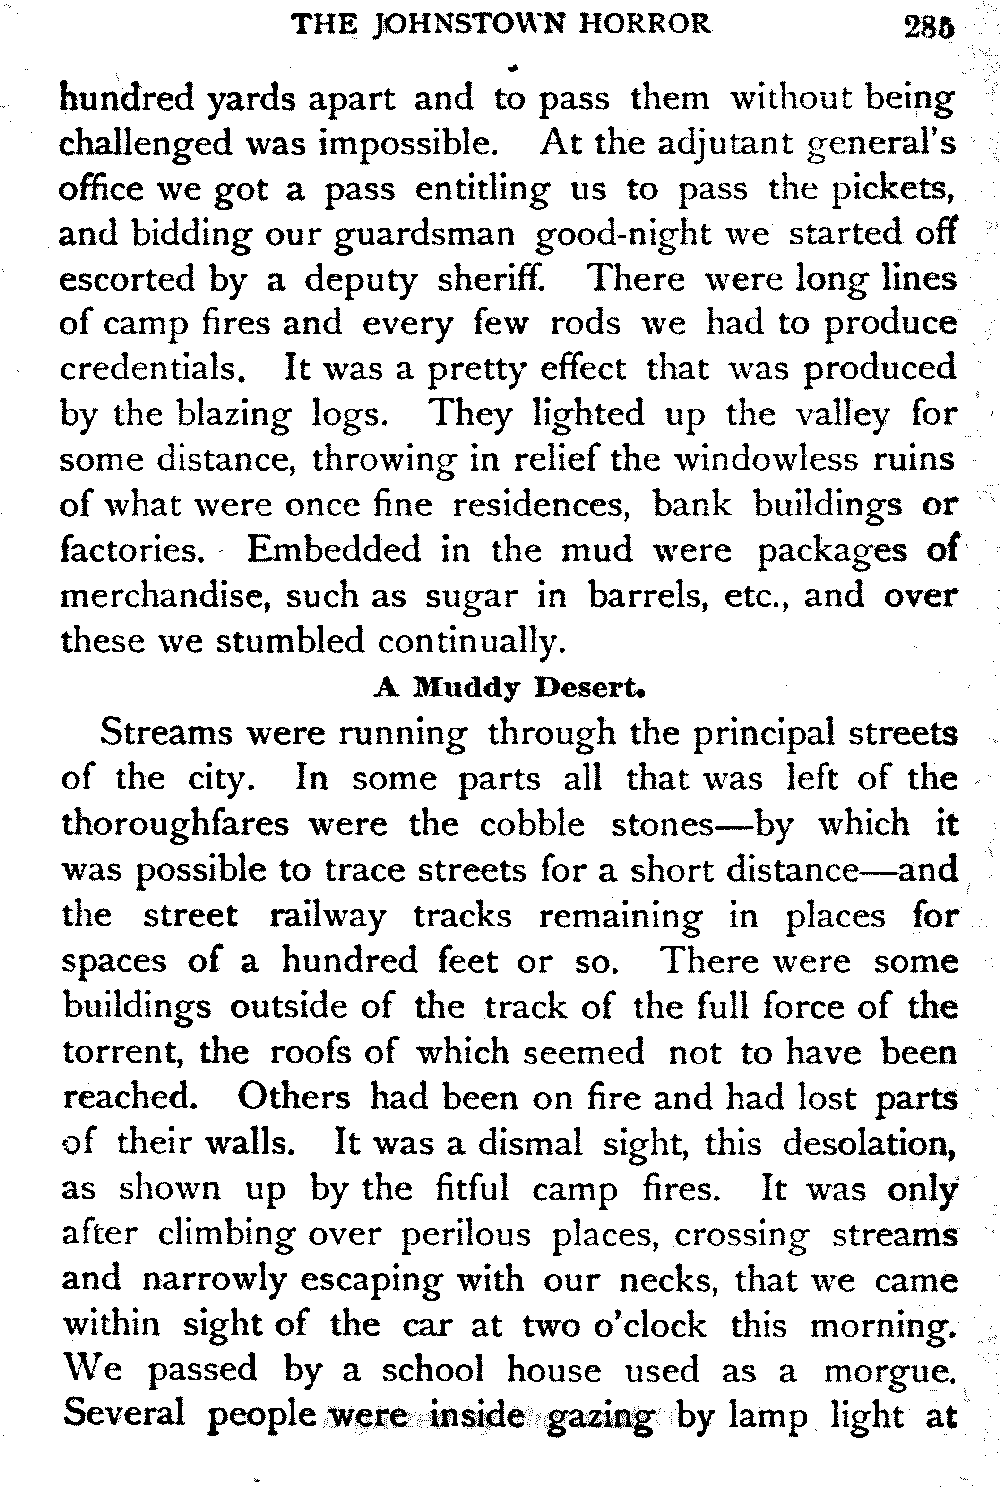 THE JOHNSTOWN HORROR 285
hundred yards apart and to pass them without being
challenged was impossible. At the adjutant general's
office we got a pass entitling us to pass the pickets,
and bidding our guardsman good-night we started off
escorted by a deputy sheriff. There were long lines
of camp fires and every few rods we had to produce
credentials. It was a pretty effect that was produced
by the blazing logs. They lighted up the valley for
some distance, throwing in relief the windowless ruins
of what were once fine residences, bank buildings or
factories. Embedded in the mud were packages of
merchandise, such as sugar in barrels, etc., and over
these we stumbled continually.
A Muddy Desert.
Streams were running through the principal streets
of the city. In some parts all that was left of the
thoroughfares were the cobble stones—by which it
was possible to trace streets for a short distance—and
the street railway tracks remaining in places for
spaces of a hundred feet or so. There were some
buildings outside of the track of the full force of the
torrent, the roofs of which seemed not to have been
reached. Others had been on fire and had lost parts
of their walls. It was a dismal sight, this desolation,
as shown up by the fitful camp fires. It was only
after climbing over perilous places, crossing streams
and narrowly escaping with our necks, that we came
within sight of the car at two o'clock this morning.
We passed by a school house used as a morgue.
Several people were inside gazing by lamp light at